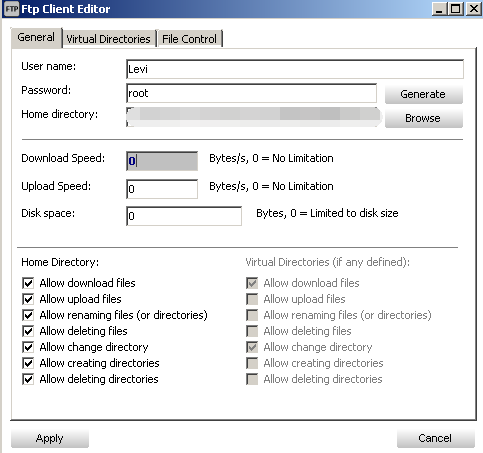 FTP Ftp Client Editor
General Virtual Directories File Control
User name: Levi
Password: root Generate
Home directory: Browse
Download Speed: 0 Bytes/s, 0 = No Limitation
Upload Speed: 0 Bytes/s, 0 = No Limitation
Disk space: 0 Bytes, 0 = Limited to disk size
Home Directory: Virtual Directories (if any defined):
Allow download files Allow download files
Allow upload files Allow upload files
Allow renaming files (or directories) Allow renaming files (or directories)
Allow deleting files Allow deleting files
Allow change directory Allow change directory
Allow creating directories Allow creating directories
Allow deleting directories Allow deleting directories
Apply Cancel